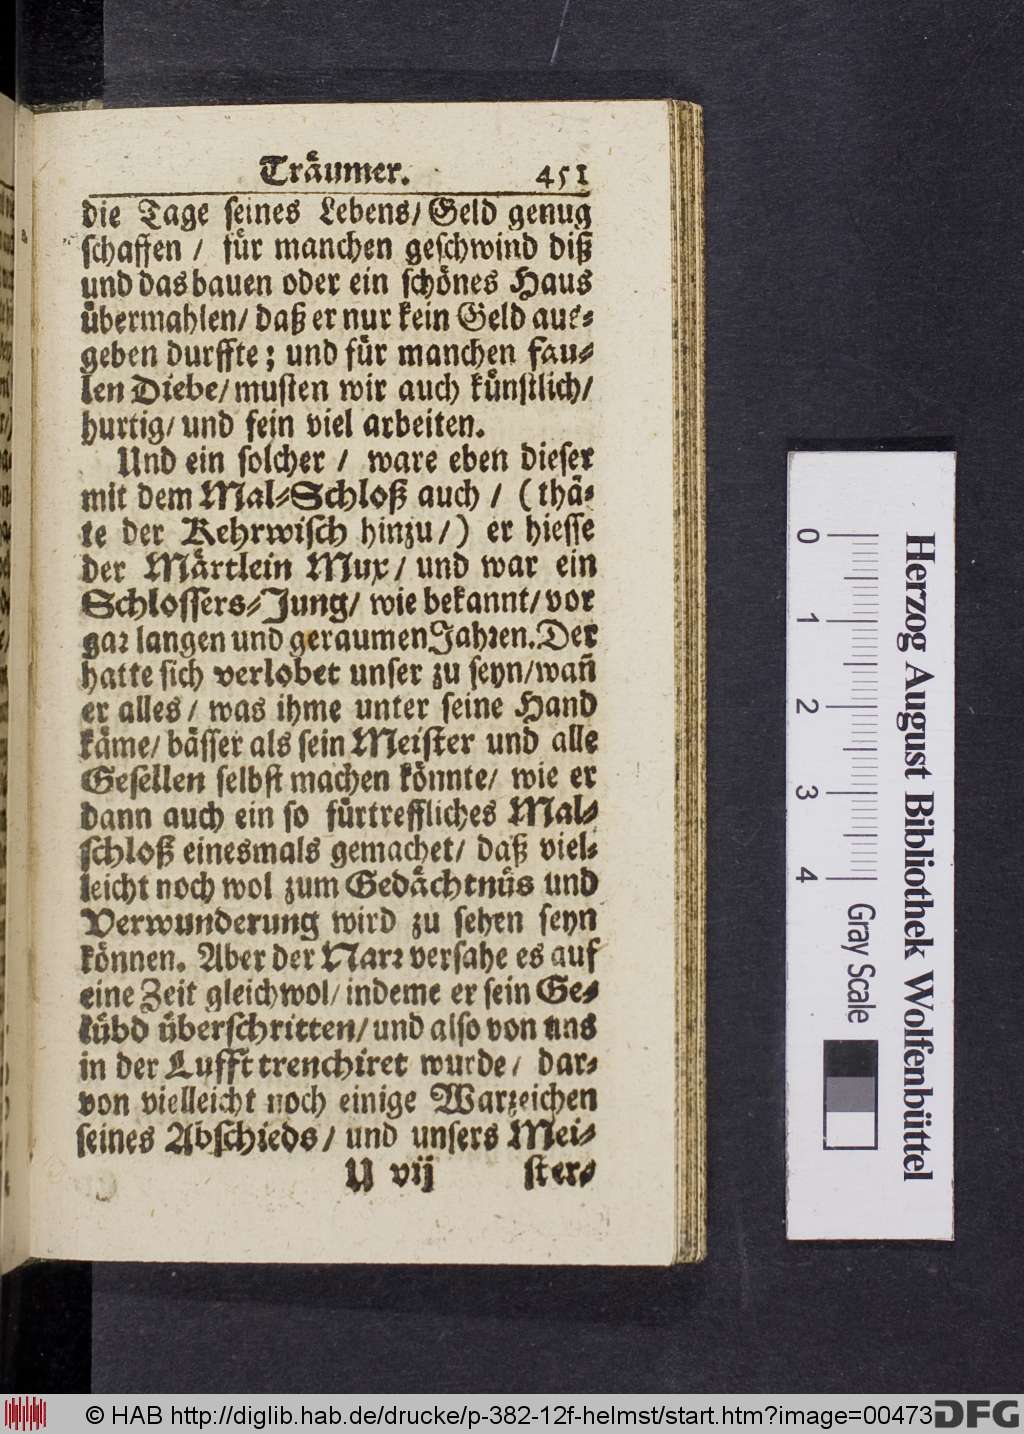 Träumer. 451
die Tage seines Lebens/ Geld genug
schaffen / für manchen geschwind diß
und das bauen oder ein schönes Haus
übermahlen/ daß er nur kein Geld aus-
geben durffte; und für manchen fau-
len Diebe/ musten wir auch künstlich/
hurtig/ und fein viel arbeiten.
Und ein solcher / ware eben dieser
mit dem Mal-Schloß auch / (thä-
te der Kehrwisch hinzu/) er hiesse
der Märtlein Mux/ und war ein
Schlossers-Jung/ wie bekannt/ vor
gar langen und geraumen Jahren. Der
hatte sich verlobet unser zu seyn/wañ
er alles / was ihme unter seine Hand
käme/ bässer als sein Meister und alle
Gesellen selbst machen könnte/ wie er
dann auch ein so fürtreffliches Mal-
schloß einesmals gemachet/ daß viel-
leicht noch wol zum Gedächtnüs und
Verwunderung wird zu sehen seyn
können. Aber der Narr versahe es auf
eine Zeit gleichwol/ indeme er sein Ge-
lübd überschritten/ und also von uns
in der Lufft trenchiret wurde/ dar-
von vielleicht noch einige Warzeichen
seines Abschieds/ und unsers Mei-
U vij ster-
0 1 2 3 4
Gray Scale
Herzog August Bibliothek Wolfenbüttel
© HAB http://diglib.hab.de/drucke/p-382-12f-helmst/start.htm?image=00473
DFG